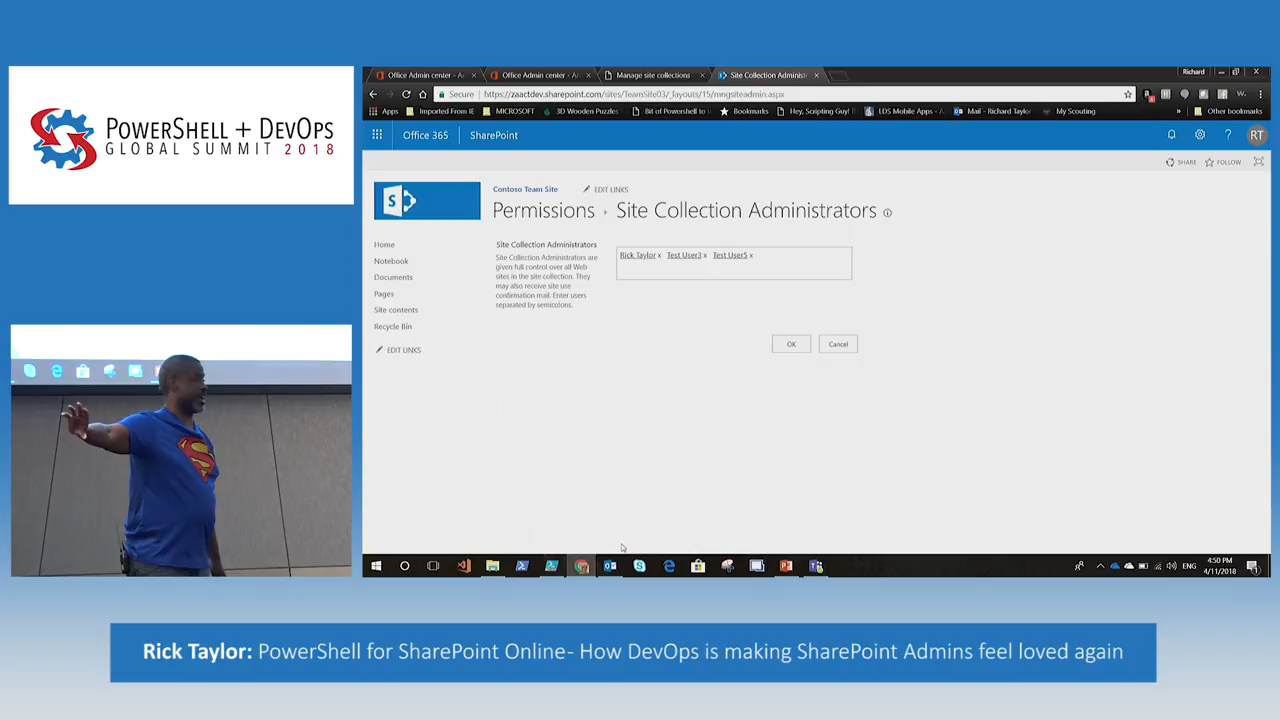 POWERSHELL + DEVOPS
GLOBAL SUMMIT 2018
Office Admin center - A
Office Admin center - A
Manage site collections
Site Collection Administ
Richard
Secure
https://zaactdev.sharepoint.com/sites/TeamSite03/_layouts/15/mngsiteadmin.aspx
Apps
Imported From IE
MICROSOFT
3D Wooden Puzzles
Bit of Powershell to
Bookmarks
Hey, Scripting Guy!
LDS Mobile Apps -
Mail - Richard Taylor
My Scouting
»
Other bookmarks
Office 365
SharePoint
?
RT
SHARE
FOLLOW
S
Contoso Team Site
EDIT LINKS
Permissions › Site Collection Administrators
Home
Notebook
Documents
Pages
Site contents
Recycle Bin
EDIT LINKS
Site Collection Administrators
Site Collection Administrators are
given full control over all Web
sites in the site collection. They
may also receive site use
confirmation mail. Enter users
separated by semicolons.
Rick Taylor x Test User3 x Test User5 x
OK
Cancel
S
ENG
4:50 PM
4/11/2018
Rick Taylor: PowerShell for SharePoint Online- How DevOps is making SharePoint Admins feel loved again